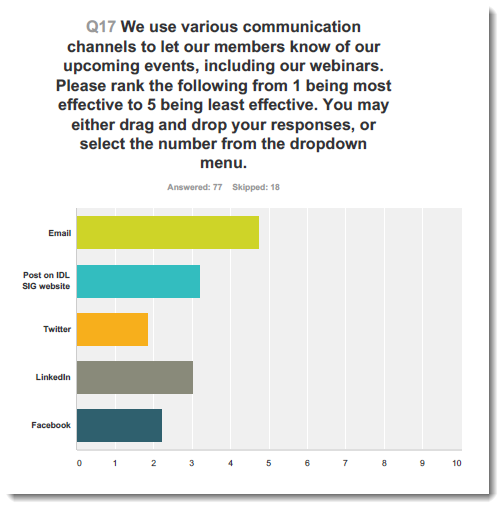 Q17 We use various communication
channels to let our members know of our
upcoming events, including our webinars.
Please rank the following from 1 being most
effective to 5 being least effective. You may
either drag and drop your responses, or
select the number from the dropdown
menu.
Answered: 77 Skipped: 18
Email
Post on IDL
SIG website
Twitter
LinkedIn
Facebook
0 1 2 3 4 5 6 7 8 9 10